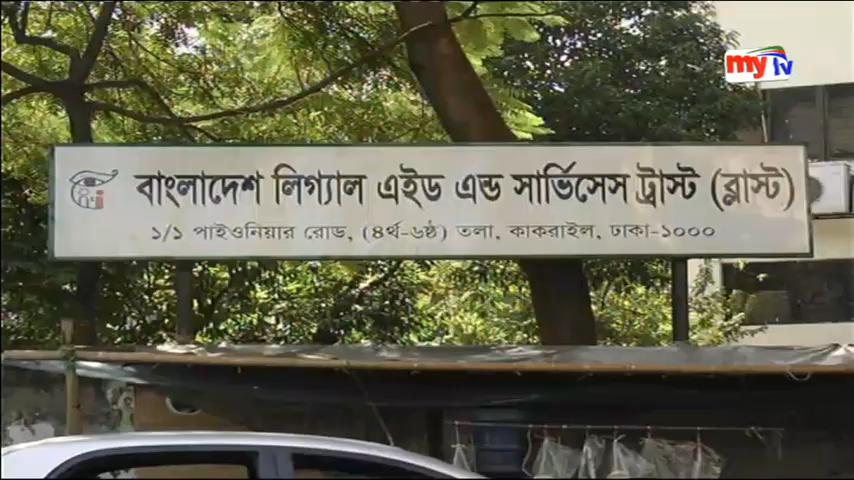 my tv
বাংলাদেশ লিগ্যাল এইড এন্ড সার্ভিসেস ট্রাস্ট (ব্লাস্ট)
১/১ পাইওনিয়ার রোড, (৪র্থ-৬ষ্ঠ) তলা, কাকরাইল, ঢাকা-১০০০